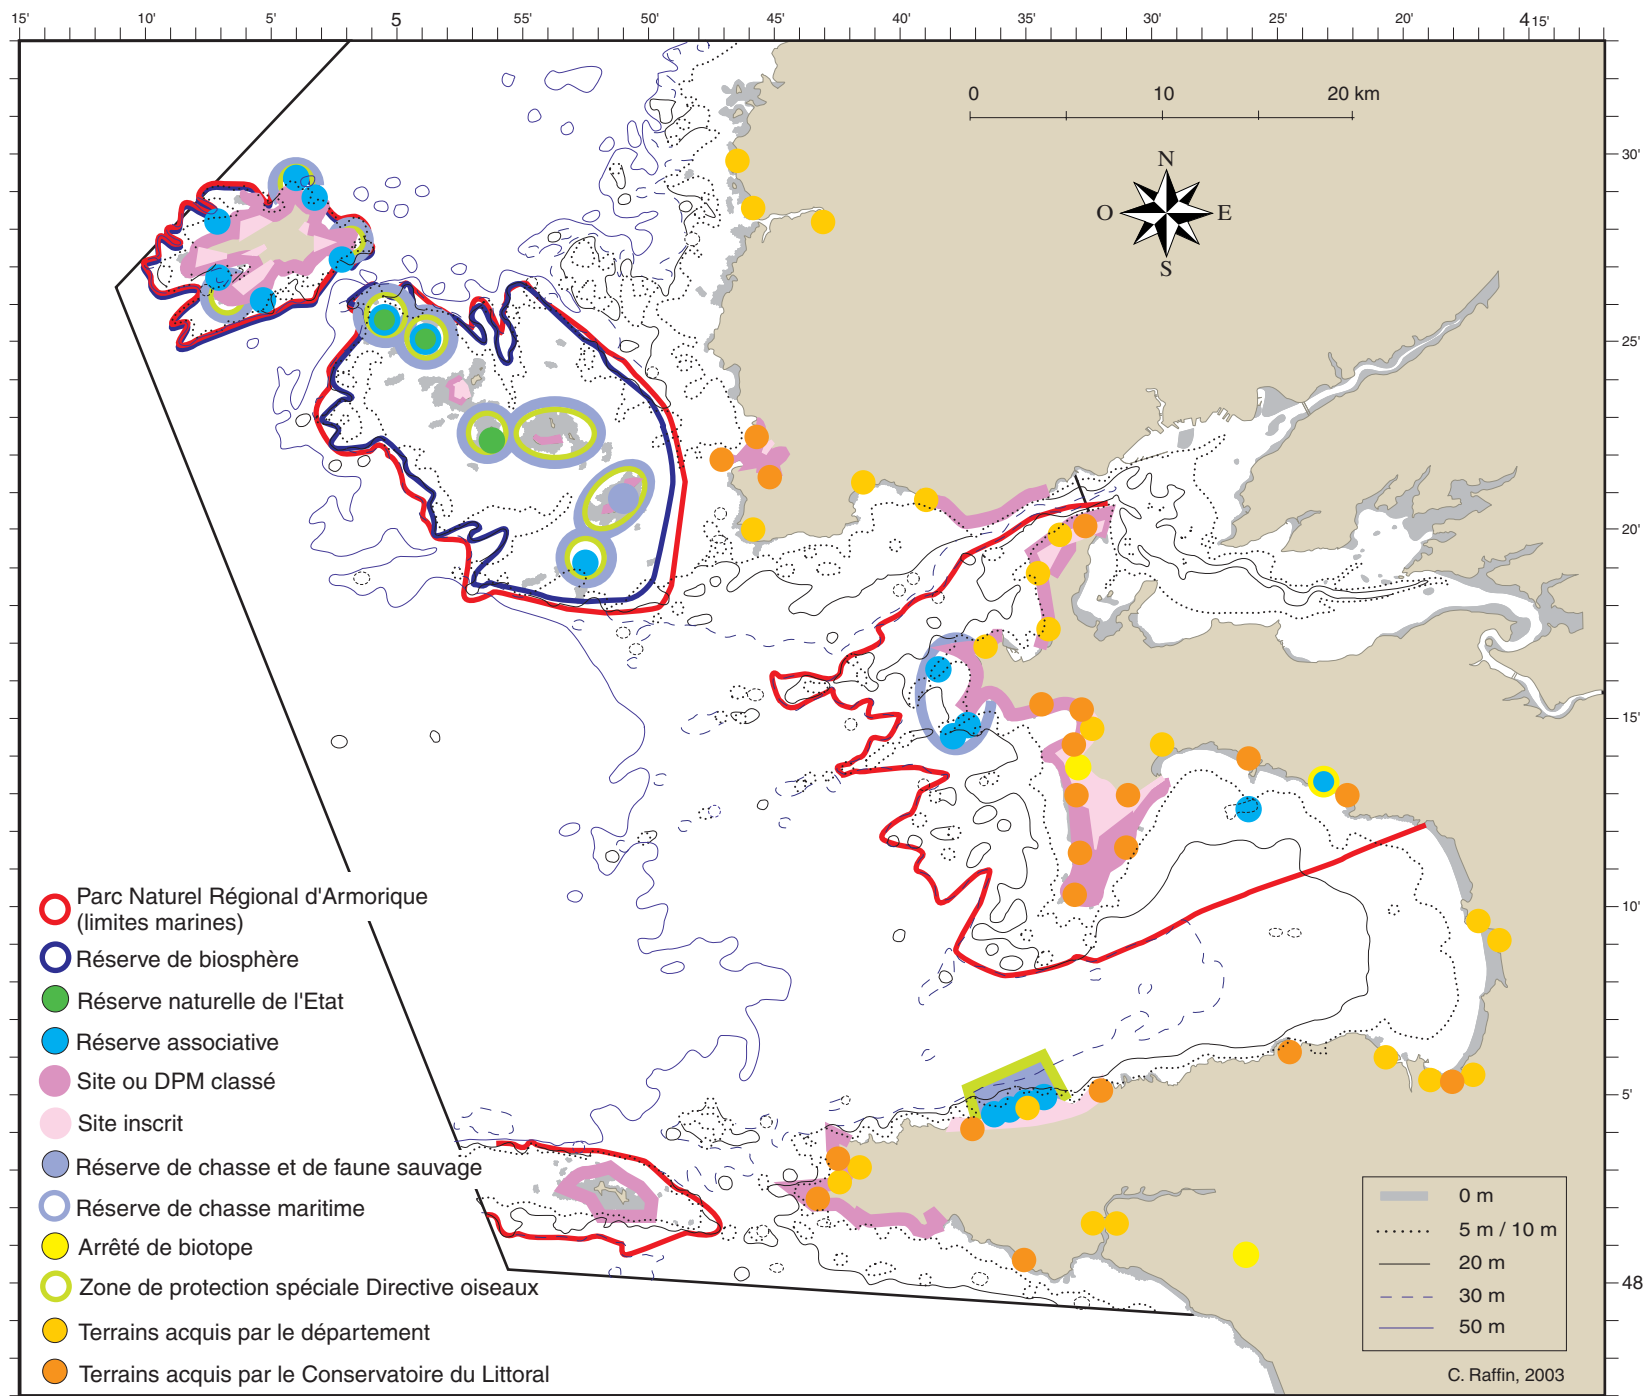 15' 10' 5' 5 55' 50' 45' 40' 35' 30' 25' 20' 4 15'
0 10 20 km
N
O E
S
30'
25'
20'
15'
10'
5'
48
Parc Naturel Régional d'Armorique
(limites marines)
Réserve de biosphère
Réserve naturelle de l'Etat
Réserve associative
Site ou DPM classé
Site inscrit
Réserve de chasse et de faune sauvage
Réserve de chasse maritime
Arrêté de biotope
Zone de protection spéciale Directive oiseaux
Terrains acquis par le département
Terrains acquis par le Conservatoire du Littoral
0 m
5 m / 10 m
20 m
30 m
50 m
C. Raffin, 2003